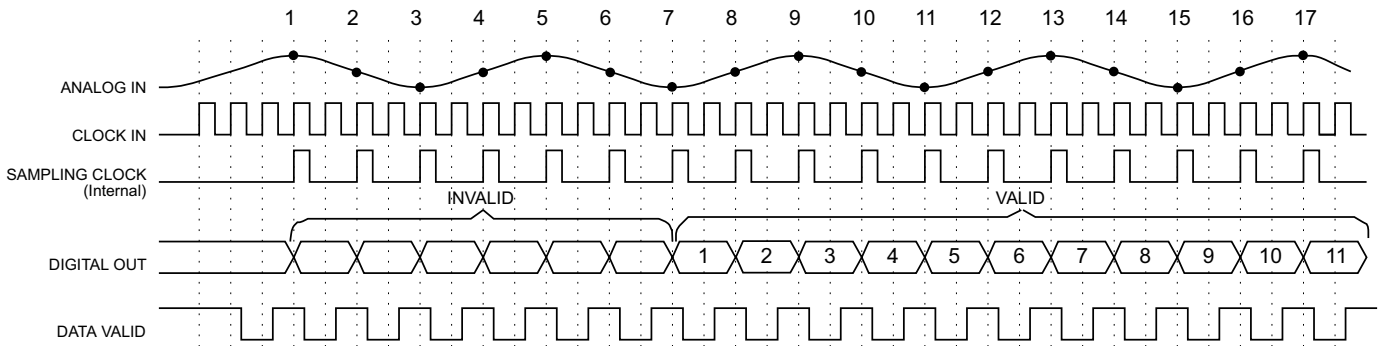 1 2 3 4 5 6 7 8 9 10 11 12 13 14 15 16 17
ANALOG IN
CLOCK IN
SAMPLING CLOCK
(Internal)
INVALID VALID
DIGITAL OUT 1 2 3 4 5 6 7 8 9 10 11
DATA VALID